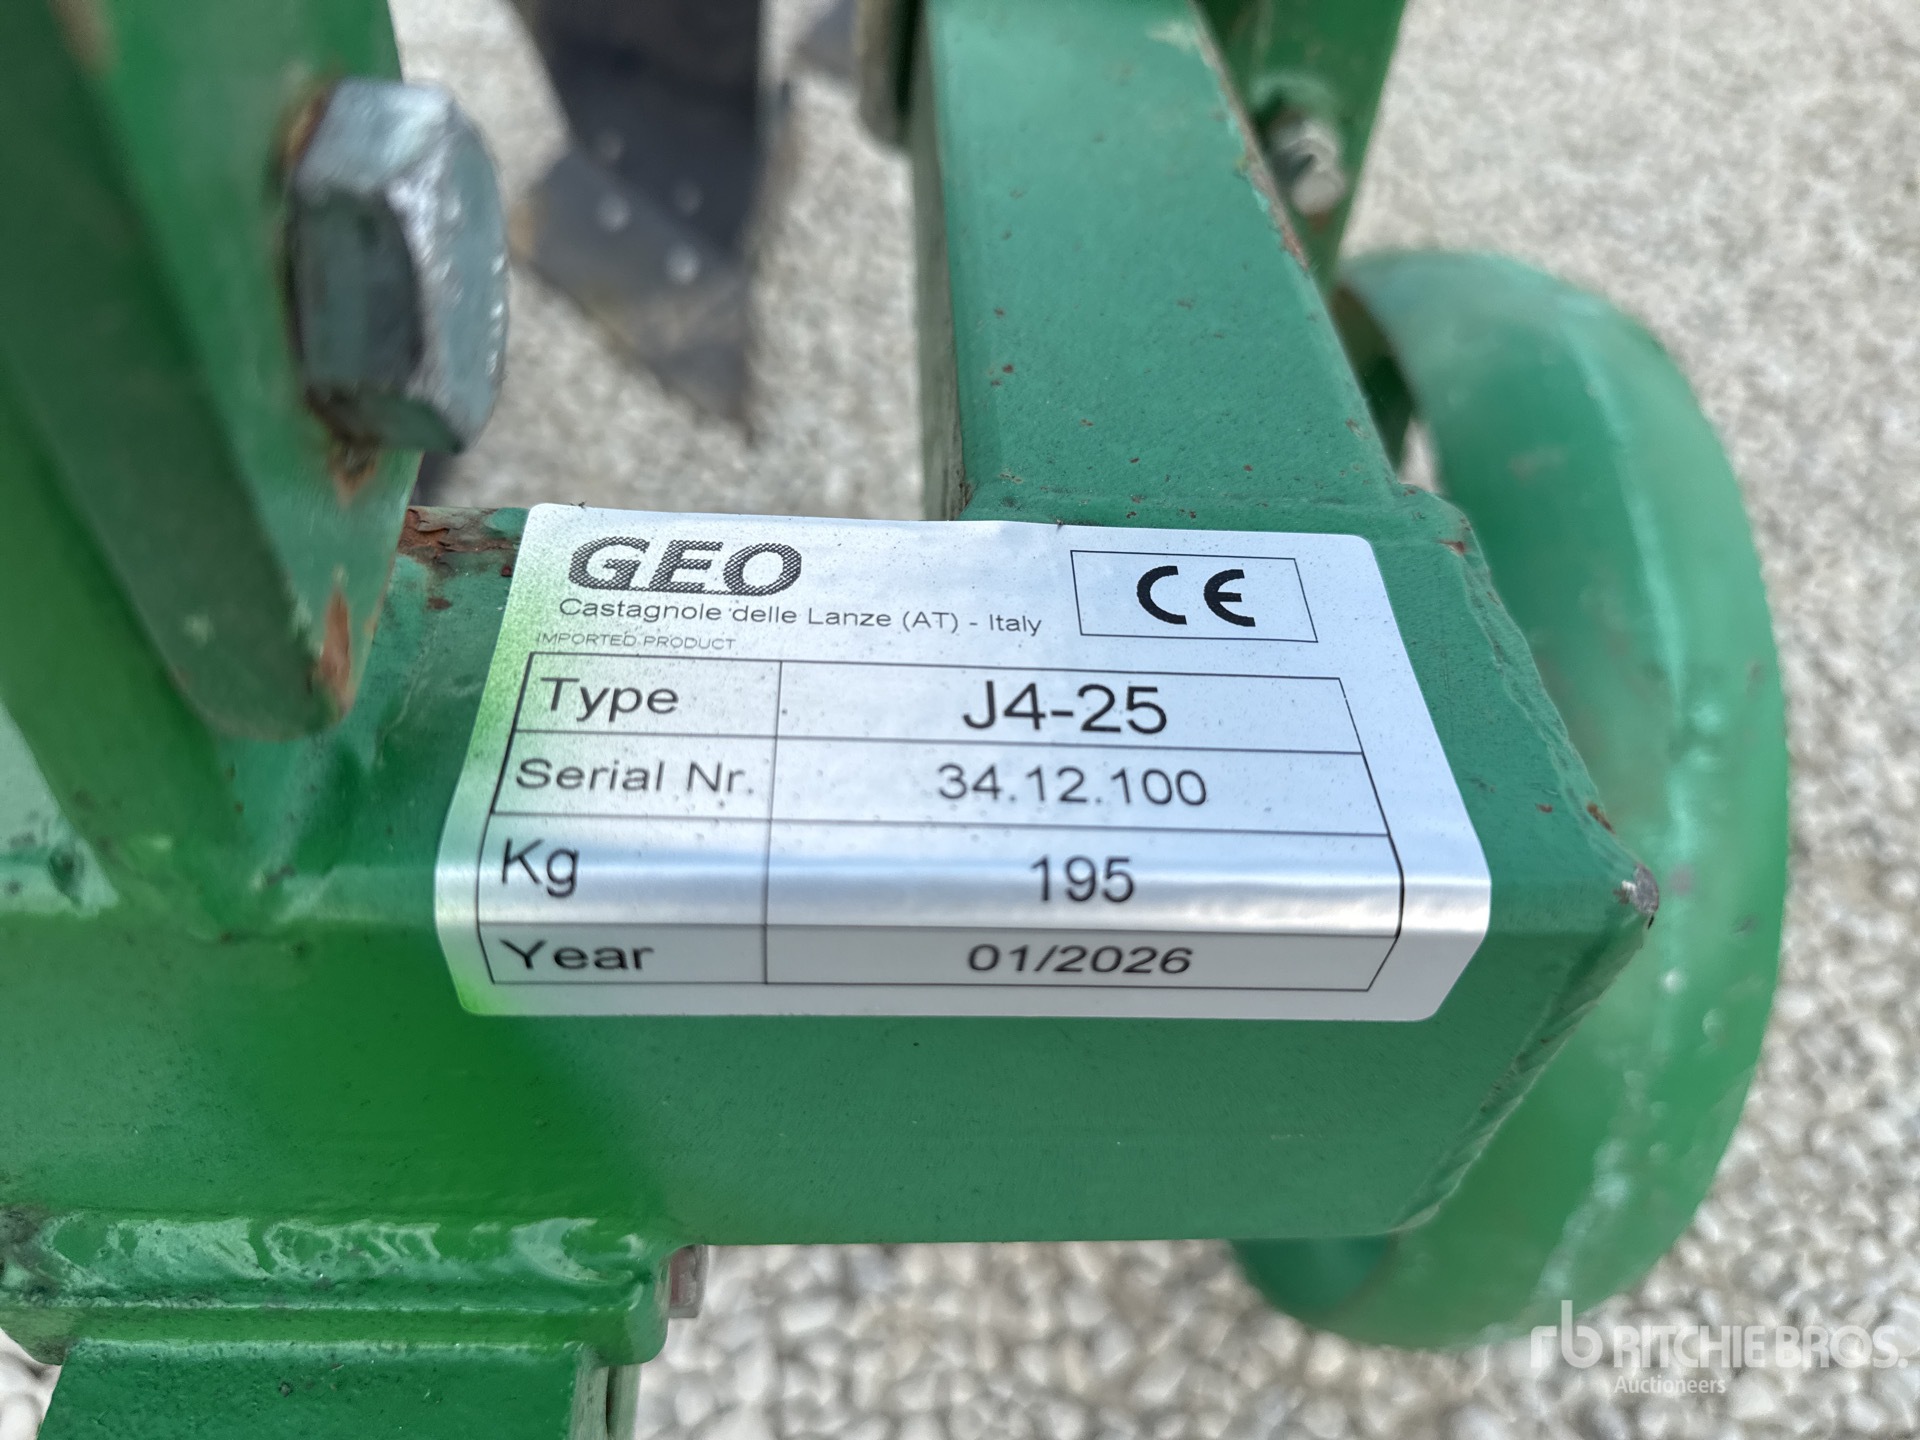 GEO
Castagnole delle Lanze (AT) - Italy
IMPORTED PRODUCT
CE
Type J4-25
Serial Nr. 34.12.100
Kg 195
Year 01/2026
rb RITCHIE BROS.
Auctioneers